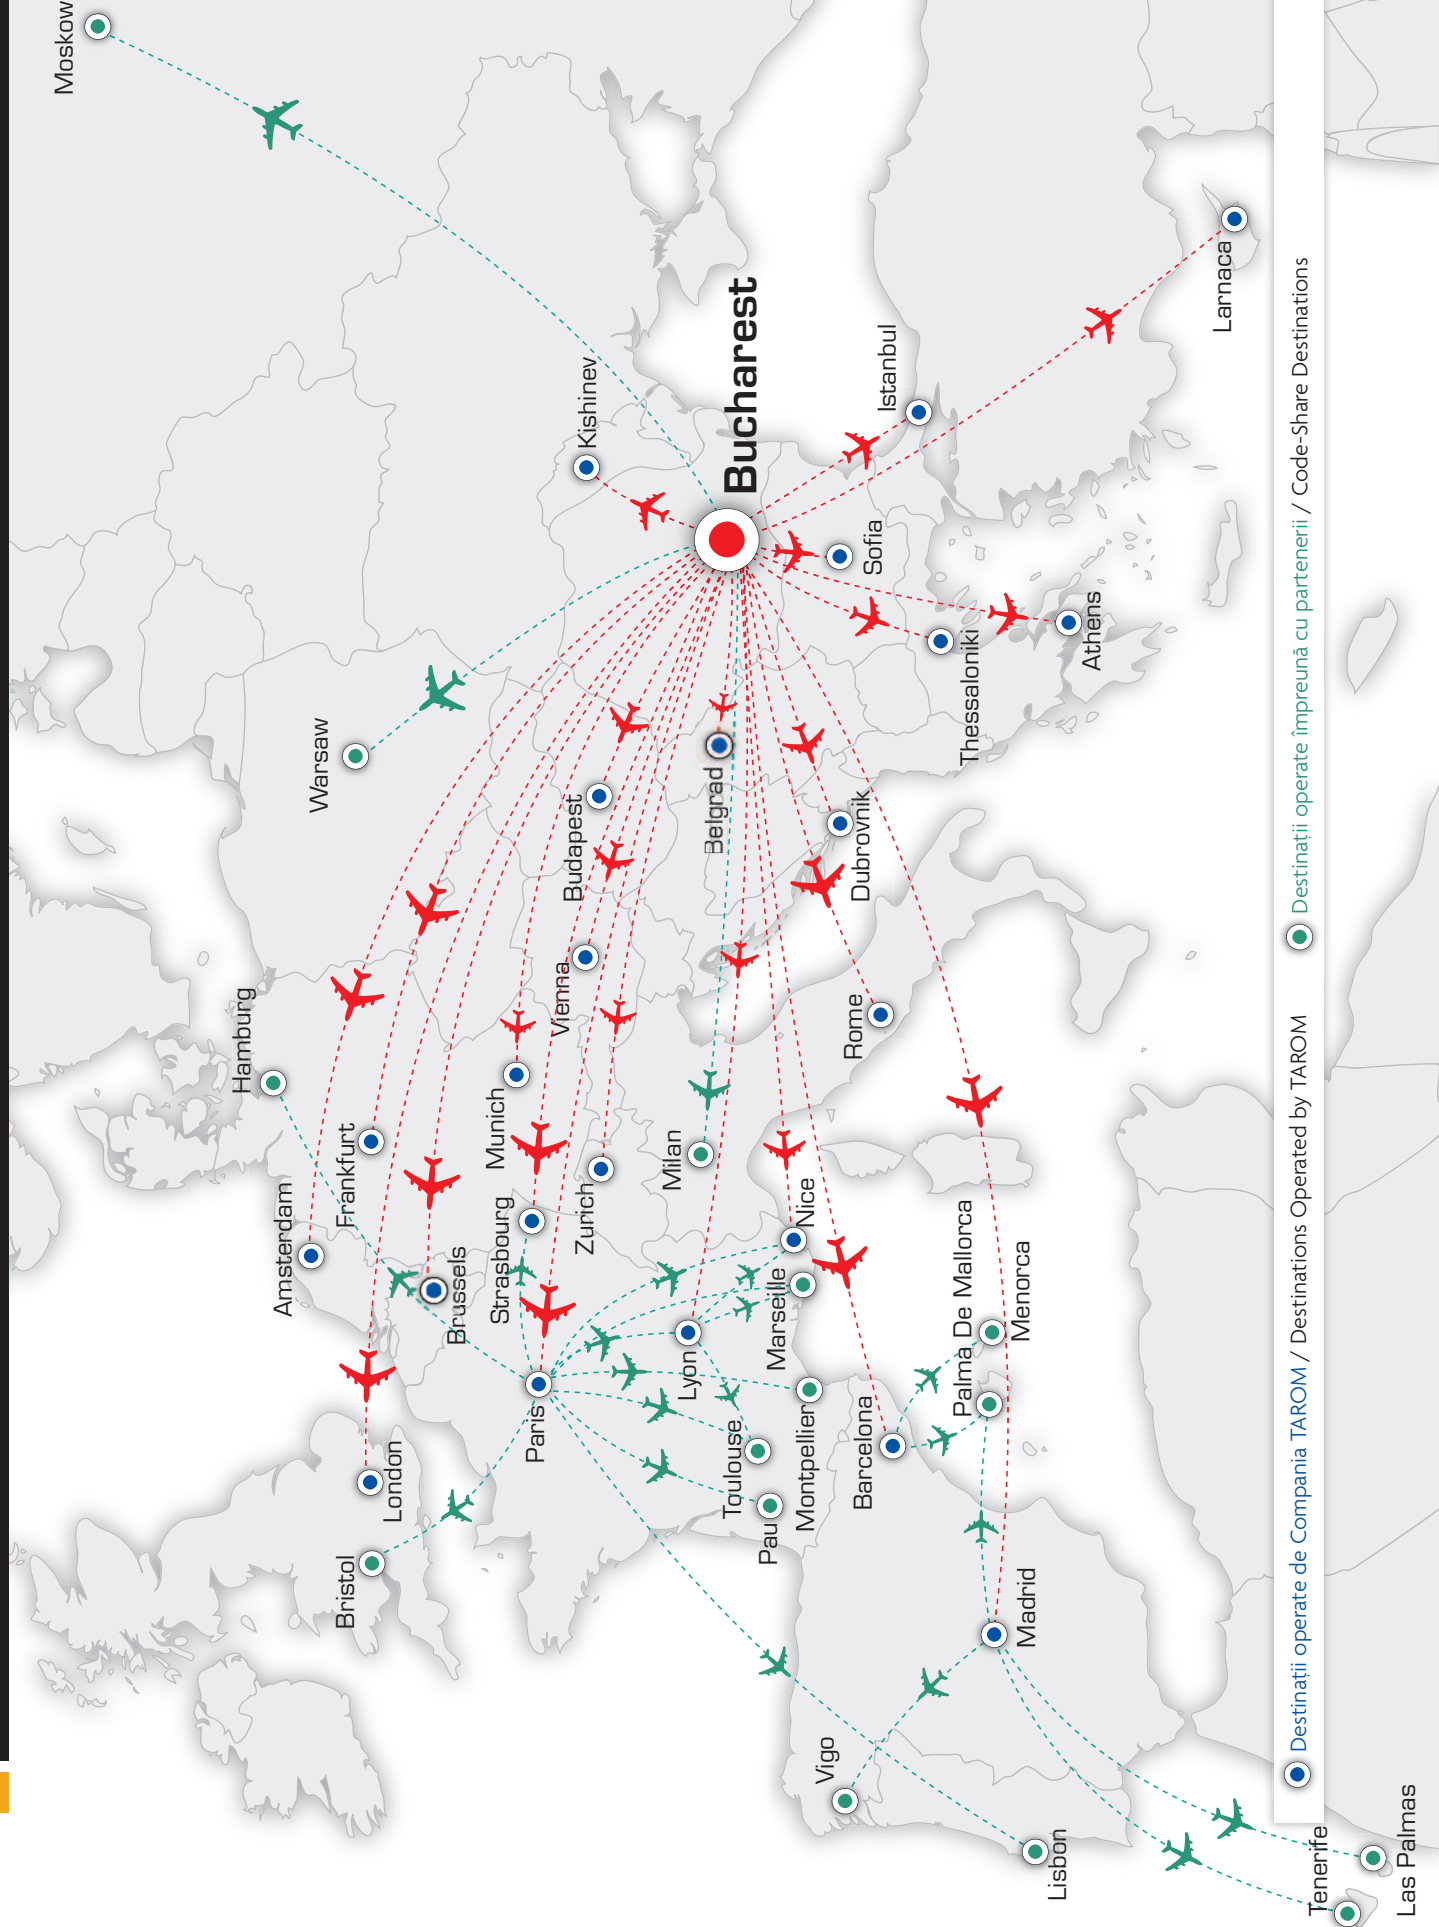 Moskow
Warsaw
Kishinev
Bucharest
Istanbul
Larnaca
Sofia
Thessaloniki
Athens
Hamburg
Amsterdam
Frankfurt
Brussels
London
Bristol
Budapest
Vienna
Munich
Strasbourg
Zurich
Paris
Belgrad
Milan
Dubrovnik
Rome
Nice
Marseille
Lyon
Toulouse
Montpellier
Pau
Barcelona
Palma De Mallorca
Menorca
Madrid
Vigo
Lisbon
Tenerife
Las Palmas
Destinații operate de Compania TAROM / Destinations Operated by TAROM
Destinații operate împreună cu partenerii / Code-Share Destinations